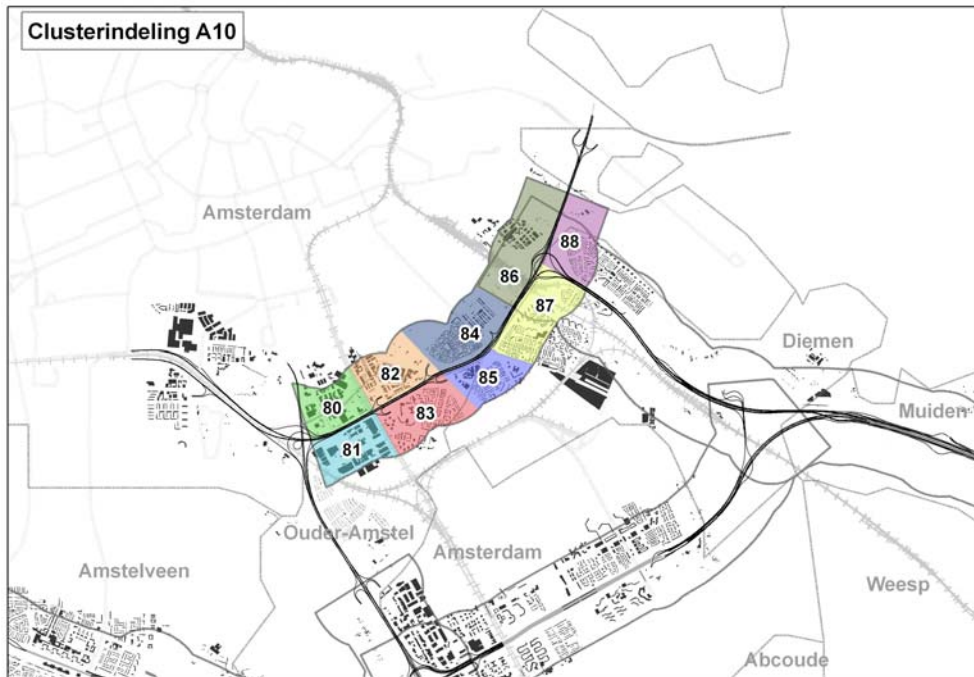 Clusterindeling A10
Amsterdam
88
86
87
84
Diemen
82
85
80
83
Muiden
81
Ouder-Amstel
Amsterdam
Amstelveen
Weesp
Abcoude